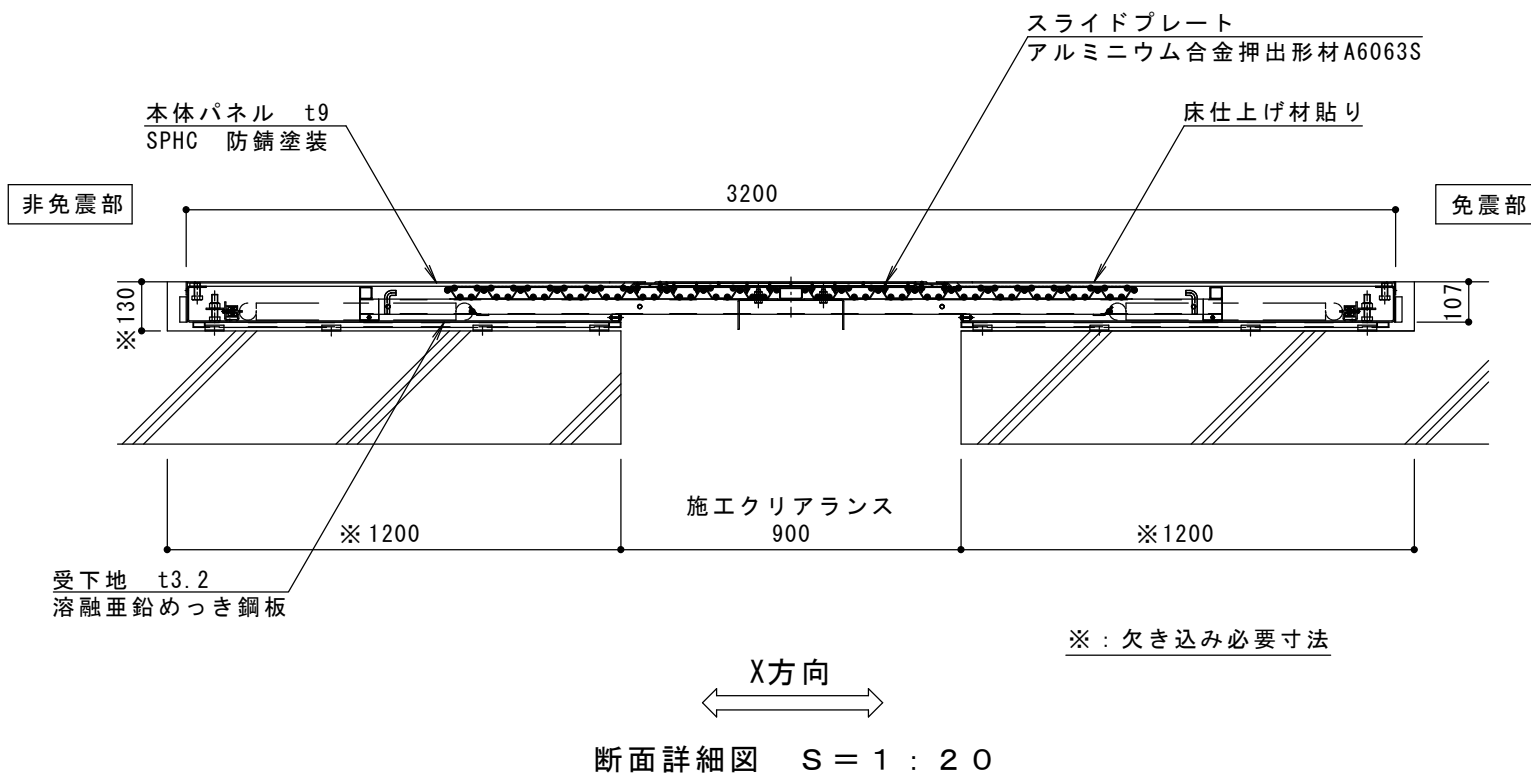 スライドプレート
アルミニウム合金押出形材A6063S
本体パネル　t9
SPHC　防錆塗装
床仕上げ材貼り
非免震部
3200
免震部
※130
107
施工クリアランス
※1200
900
※1200
受下地　t3.2
溶融亜鉛めっき鋼板
※：欠き込み必要寸法
X方向
断面詳細図　S＝1：20